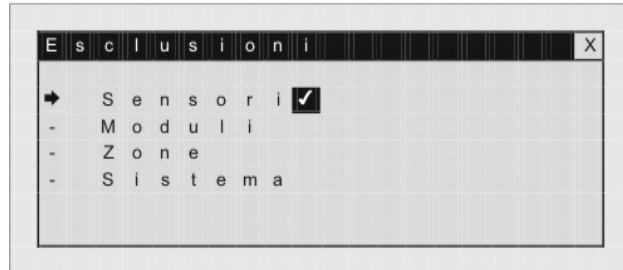 Esclusioni X
➔ Sensori ✓
- Moduli
- Zone
- Sistema